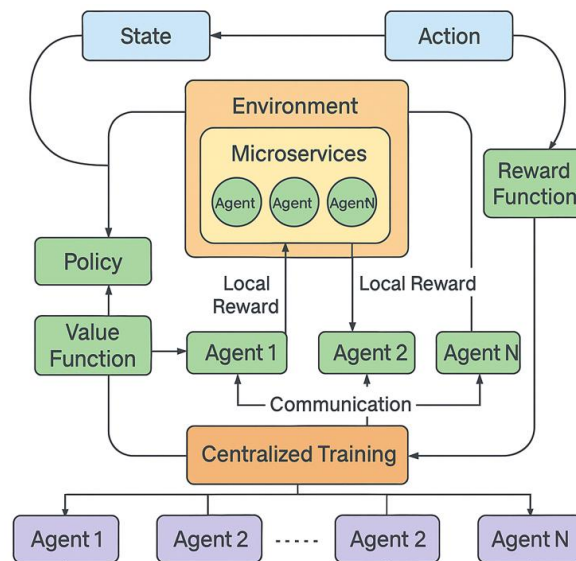 State
Action
Environment
Microservices
Agent
Agent
AgenN
Reward
Function
Policy
Local
Reward
Local Reward
Value
Function
Agent 1
Agent 2
Agent N
Communication
Centralized Training
Agent 1
Agent 2
.....
Agent 2
Agent N